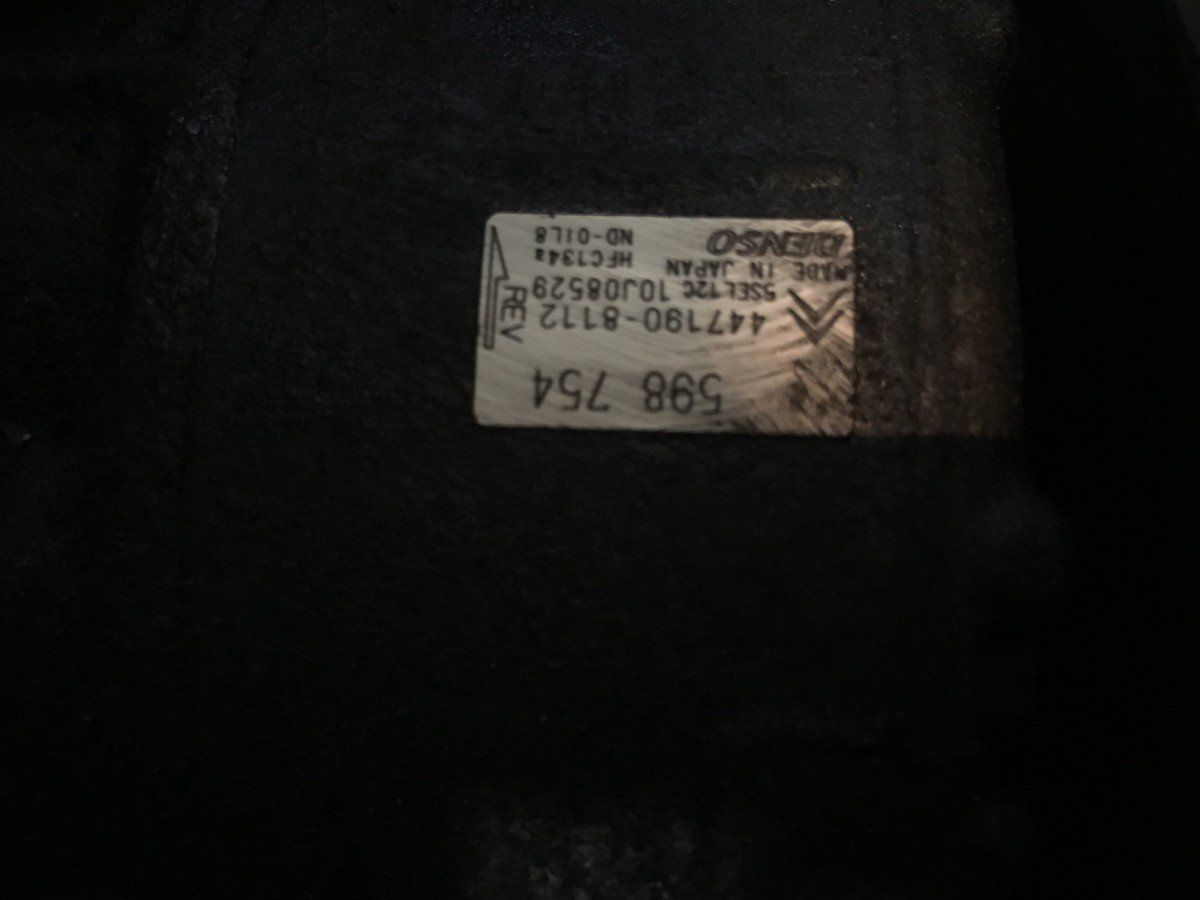 598 754
447190-8112
5SEL12C 10J08529
MADE IN JAPAN HFC134a
DENSO ND-OIL8
REV